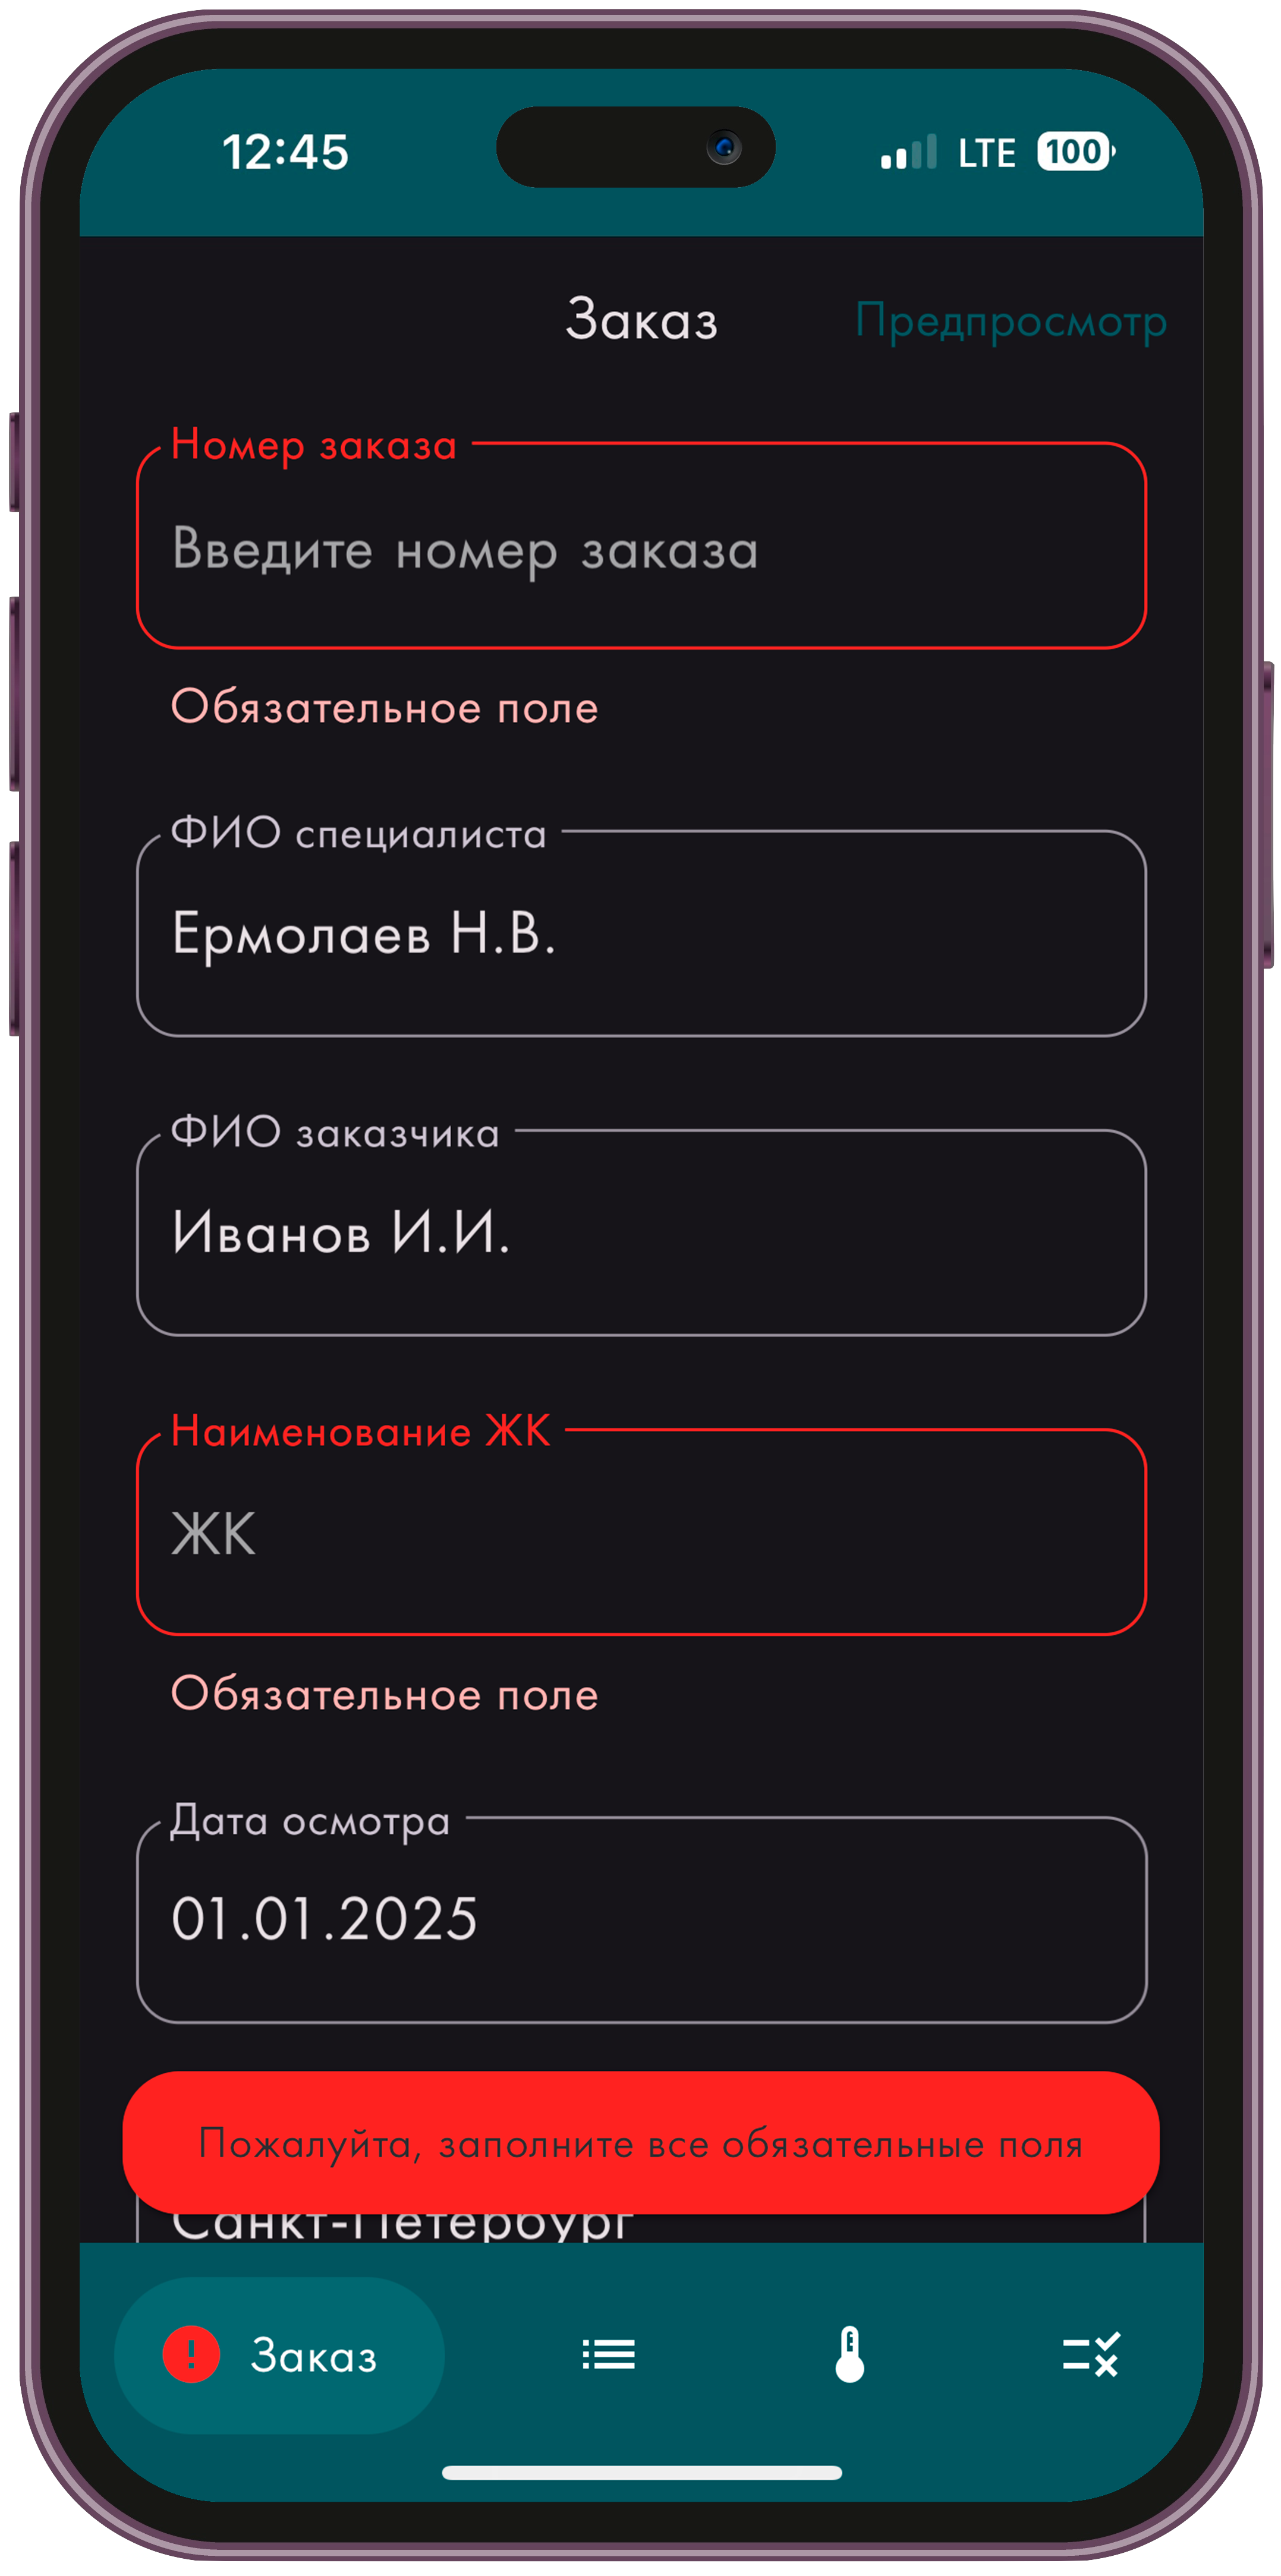 12:45 LTE 100
Заказ Предпросмотр
Номер заказа
Введите номер заказа
Обязательное поле
ФИО специалиста
Ермолаев Н.В.
ФИО заказчика
Иванов И.И.
Наименование ЖК
ЖК
Обязательное поле
Дата осмотра
01.01.2025
Пожалуйта, заполните все обязательные поля
Санкт-Петербург
! Заказ